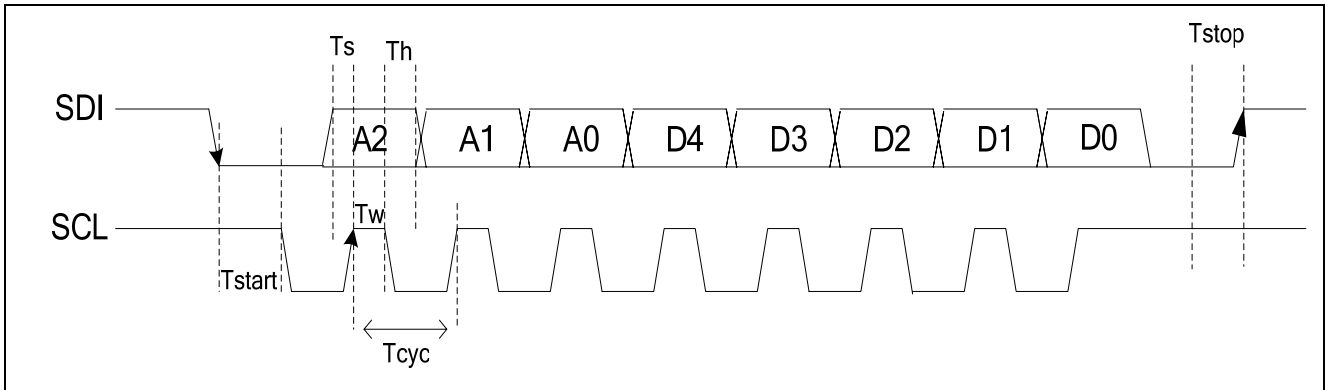 Tstop
Ts Th
SDI
A2 A1 A0 D4 D3 D2 D1 D0
Tw
SCL
Tstart
Tcyc